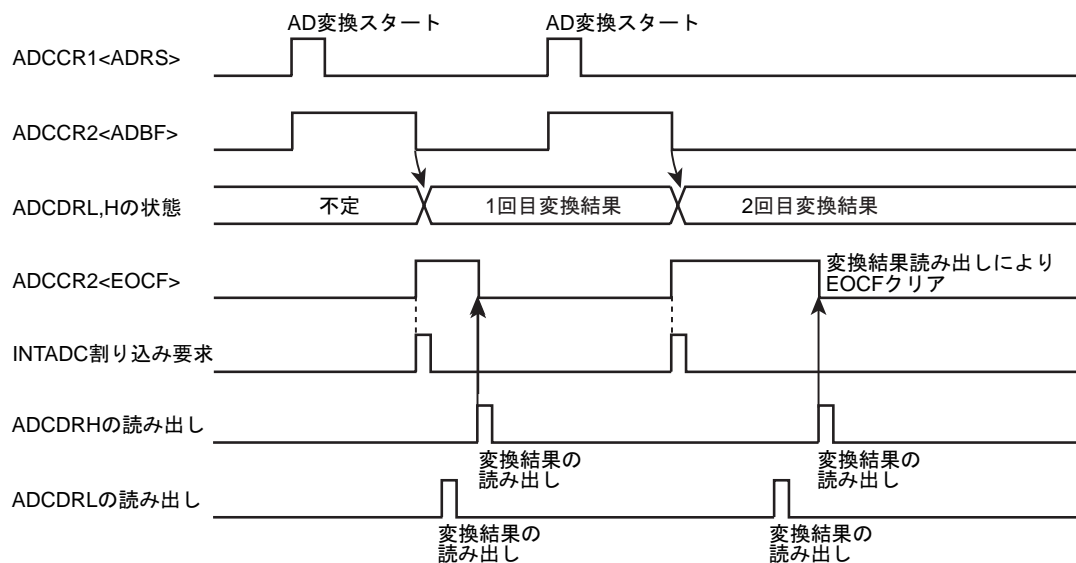 AD変換スタート
AD変換スタート
ADCCR1<ADRS>
ADCCR2<ADBF>
ADCDRL,Hの状態
不定
1回目変換結果
2回目変換結果
ADCCR2<EOCF>
変換結果読み出しにより
EOCFクリア
INTADC割り込み要求
ADCDRHの読み出し
変換結果の
読み出し
変換結果の
読み出し
ADCDRLの読み出し
変換結果の
読み出し
変換結果の
読み出し